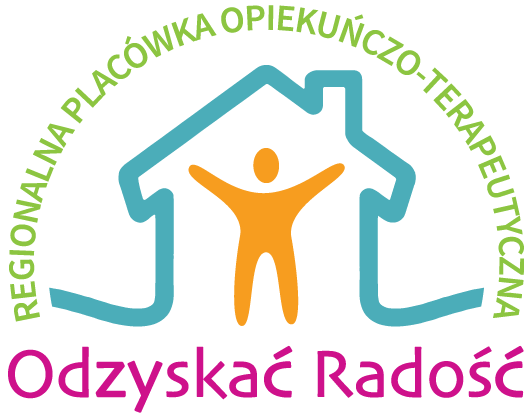 REGIONALNA PLACÓWKA OPIEKUŃCZO-TERAPEUTYCZNA
Odzyskać Radość